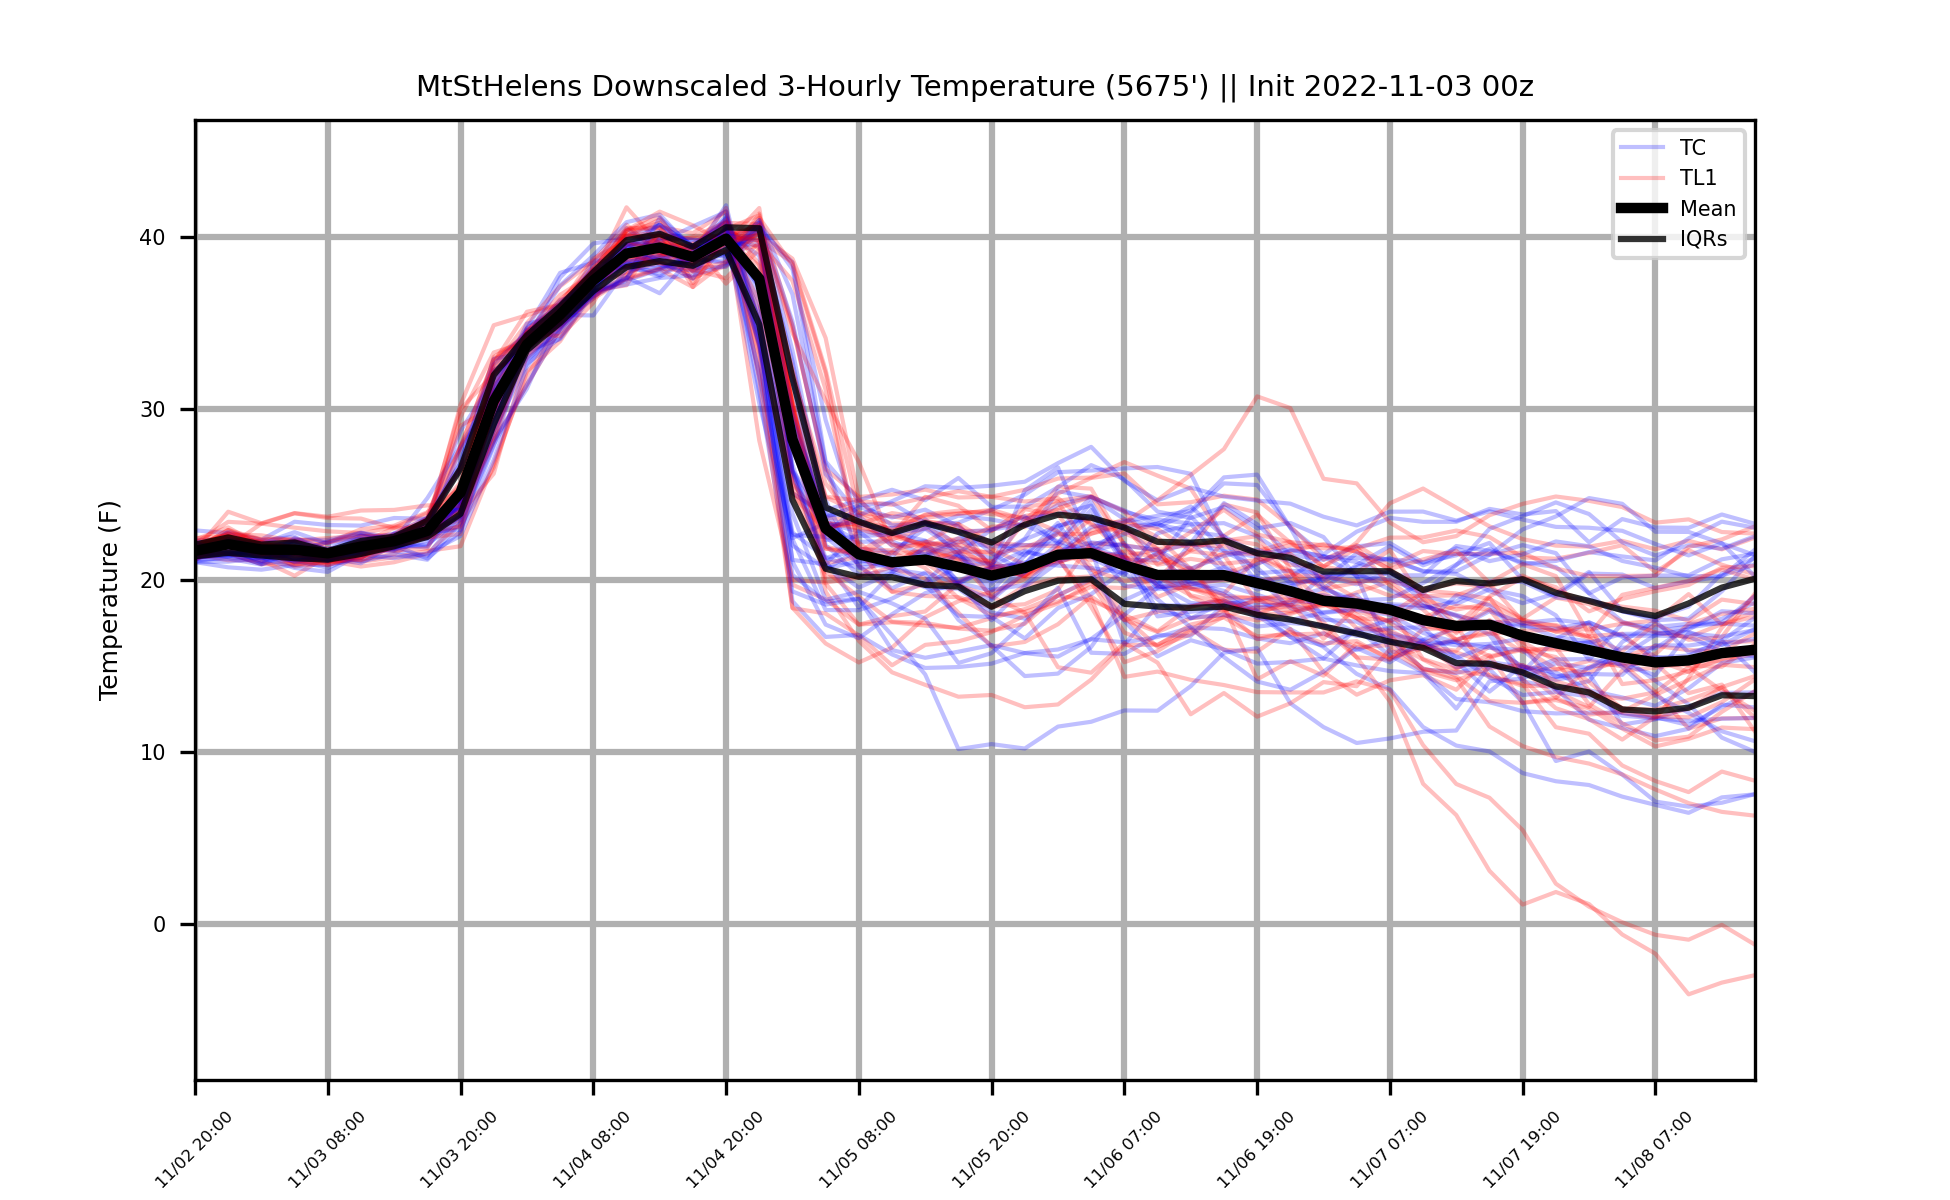 MtStHelens Downscaled 3-Hourly Temperature (5675') || Init 2022-11-03 00z
TC
TL1
Mean
IQRs
Temperature (F)
40
30
20
10
0
11/02 20:00
11/03 08:00
11/03 20:00
11/04 08:00
11/04 20:00
11/05 08:00
11/05 20:00
11/06 07:00
11/06 19:00
11/07 07:00
11/07 19:00
11/08 07:00